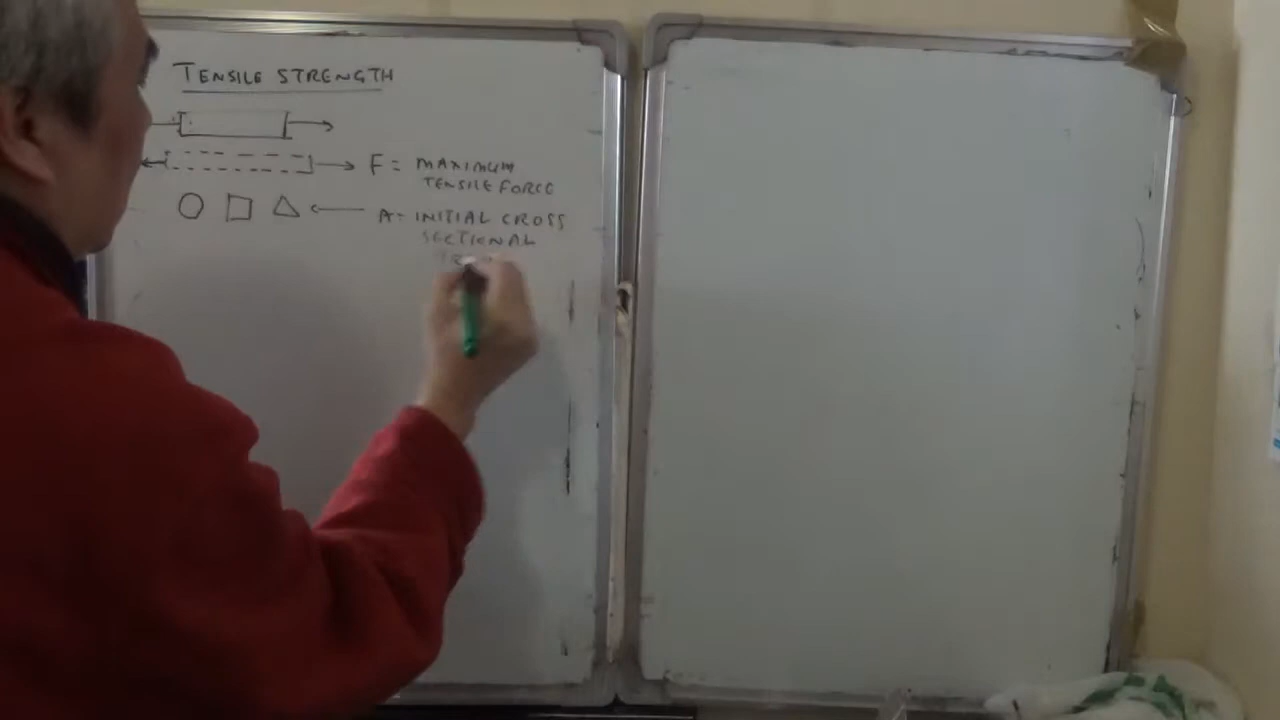 TENSILE STRENGTH
F = MAXIMUM
TENSILE FORCE
A = INITIAL CROSS
SECTIONAL